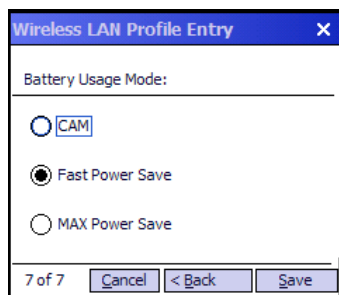 Wireless LAN Profile Entry X
Battery Usage Mode:
CAM
Fast Power Save
MAX Power Save
7 of 7 Cancel < Back Save